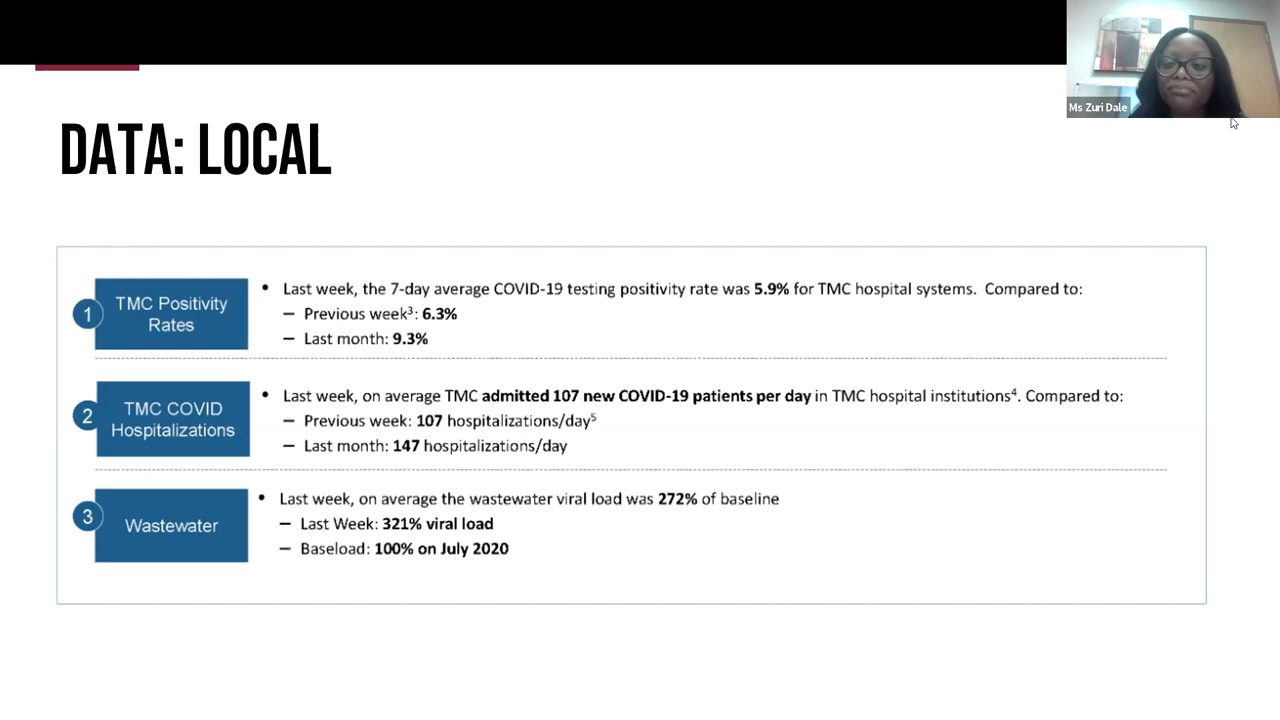 Ms Zuri Dale
DATA: LOCAL
1
TMC Positivity
Rates
• Last week, the 7-day average COVID-19 testing positivity rate was 5.9% for TMC hospital systems. Compared to:
– Previous week³: 6.3%
– Last month: 9.3%
2
TMC COVID
Hospitalizations
• Last week, on average TMC admitted 107 new COVID-19 patients per day in TMC hospital institutions⁴. Compared to:
– Previous week: 107 hospitalizations/day⁵
– Last month: 147 hospitalizations/day
3
Wastewater
• Last week, on average the wastewater viral load was 272% of baseline
– Last Week: 321% viral load
– Baseload: 100% on July 2020